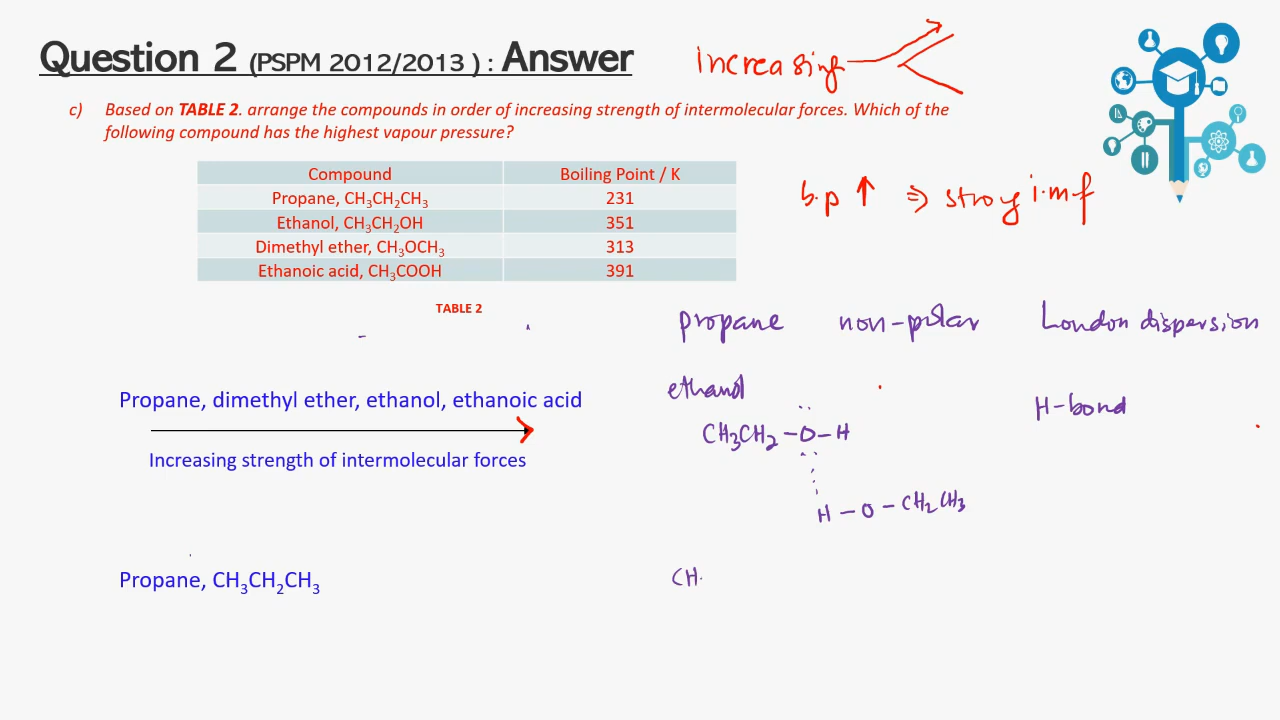 Question 2 (PSPM 2012/2013 ) : Answer
Increasing
c) Based on TABLE 2. arrange the compounds in order of increasing strength of intermolecular forces. Which of the
following compound has the highest vapour pressure?
Compound Boiling Point / K
Propane, CH₃CH₂CH₃ 231
Ethanol, CH₃CH₂OH 351
Dimethyl ether, CH₃OCH₃ 313
Ethanoic acid, CH₃COOH 391
b.p ↑ ⇒ strong i.m.f
TABLE 2
propane non-polar London dispersion
ethanol
Propane, dimethyl ether, ethanol, ethanoic acid
H-bond
CH₃CH₂-O-H
Increasing strength of intermolecular forces
H-O-CH₂CH₃
Propane, CH₃CH₂CH₃
CH